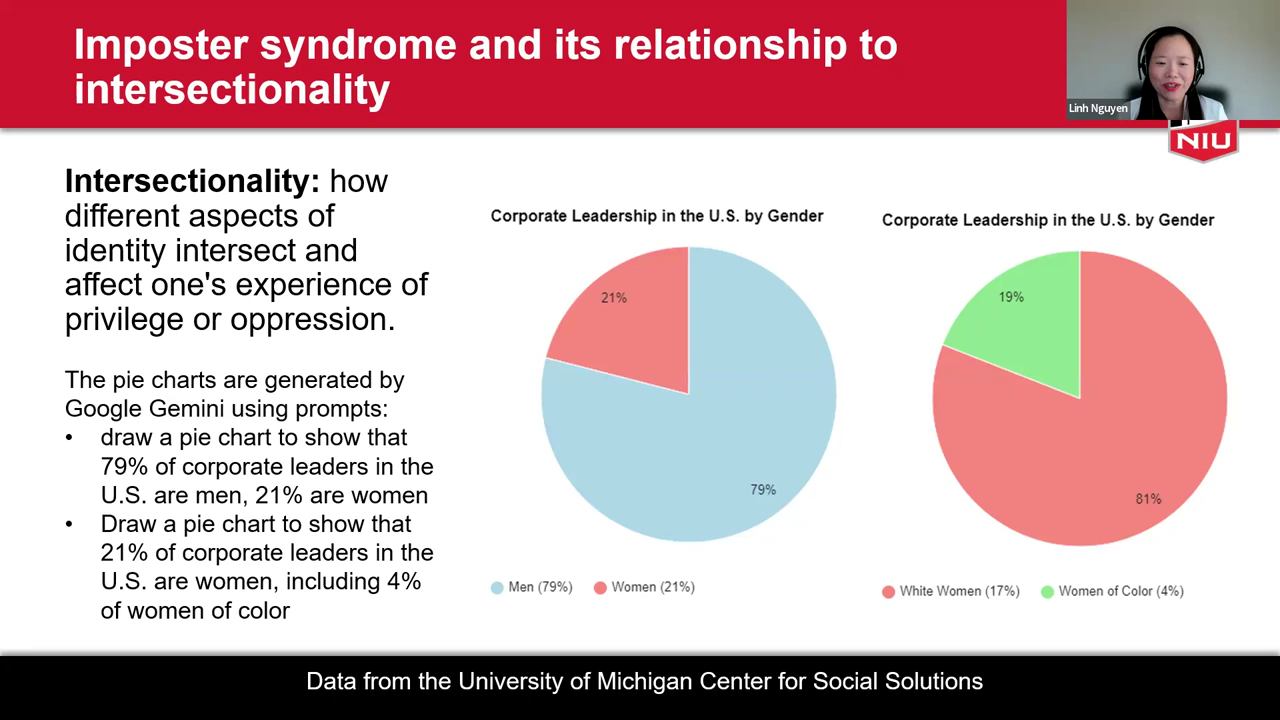 Imposter syndrome and its relationship to
intersectionality
Linh Nguyen
NIU
Intersectionality: how
different aspects of
identity intersect and
affect one's experience of
privilege or oppression.
The pie charts are generated by
Google Gemini using prompts:
• draw a pie chart to show that
79% of corporate leaders in the
U.S. are men, 21% are women
• Draw a pie chart to show that
21% of corporate leaders in the
U.S. are women, including 4%
of women of color
Corporate Leadership in the U.S. by Gender
21%
79%
Men (79%) Women (21%)
Corporate Leadership in the U.S. by Gender
19%
81%
White Women (17%) Women of Color (4%)
Data from the University of Michigan Center for Social Solutions